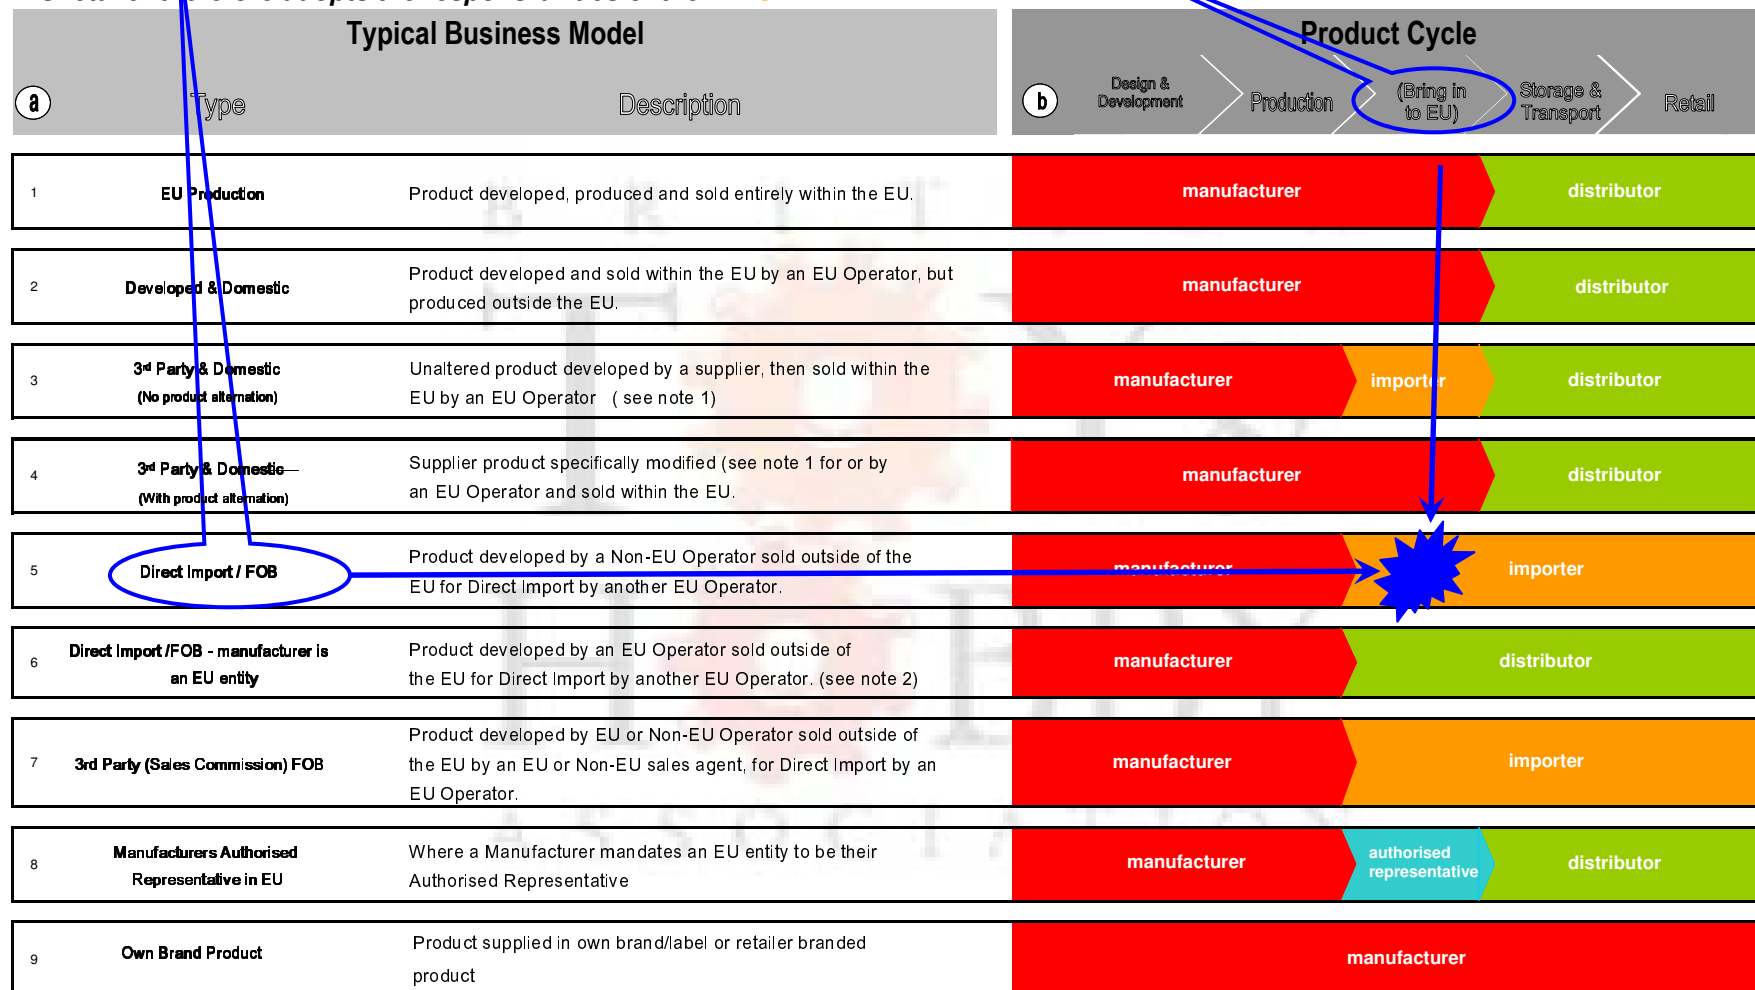 Typical Business Model
Product Cycle
a
Type
Description
b
Design &
Development
Production
(Bring in
to EU)
Storage &
Transport
Retail
1
EU Production
Product developed, produced and sold entirely within the EU.
manufacturer
distributor
2
Developed & Domestic
Product developed and sold within the EU by an EU Operator, but
produced outside the EU.
manufacturer
distributor
3
3rd Party & Domestic
(No product alternation)
Unaltered product developed by a supplier, then sold within the
EU by an EU Operator ( see note 1)
manufacturer
importer
distributor
4
3rd Party & Domestic
(With product alternation)
Supplier product specifically modified (see note 1 for or by
an EU Operator and sold within the EU.
manufacturer
distributor
5
Direct Import / FOB
Product developed by a Non-EU Operator sold outside of the
EU for Direct Import by another EU Operator.
manufacturer
importer
6
Direct Import /FOB - manufacturer is
an EU entity
Product developed by an EU Operator sold outside of
the EU for Direct Import by another EU Operator. (see note 2)
manufacturer
distributor
7
3rd Party (Sales Commission) FOB
Product developed by EU or Non-EU Operator sold outside of
the EU by an EU or Non-EU sales agent, for Direct Import by an
EU Operator.
manufacturer
importer
8
Manufacturers Authorised
Representative in EU
Where a Manufacturer mandates an EU entity to be their
Authorised Representative
manufacturer
authorised
representative
distributor
9
Own Brand Product
Product supplied in own brand/label or retailer branded
product
manufacturer